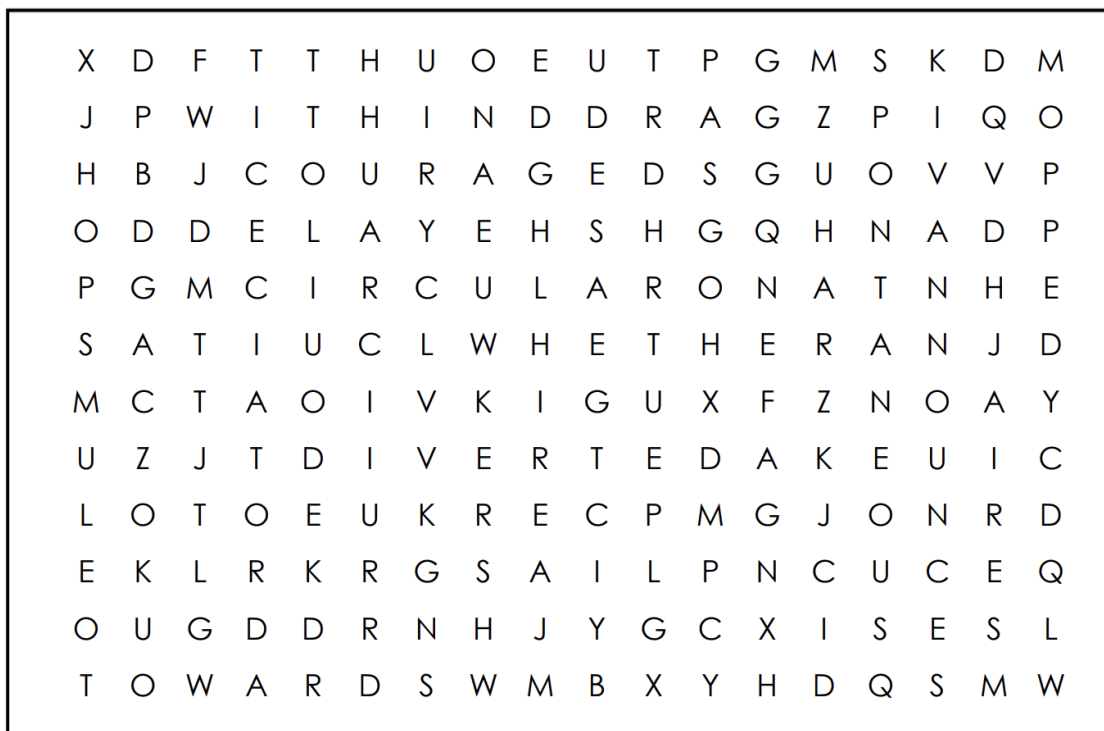 X D F T T H U O E U T P G M S K D M
J P W I T H I N D D R A G Z P I Q O
H B J C O U R A G E D S G U O V V P
O D D E L A Y E H S H G Q H N A D P
P G M C I R C U L A R O N A T N H E
S A T I U C L W H E T H E R A N J D
M C T A O I V K I G U X F Z N O A Y
U Z J T D I V E R T E D A K E U I C
L O T O E U K R E C P M G J O N R D
E K L R K R G S A I L P N C U C E Q
O U G D D R N H J Y G C X I S E S L
T O W A R D S W M B X Y H D Q S M W